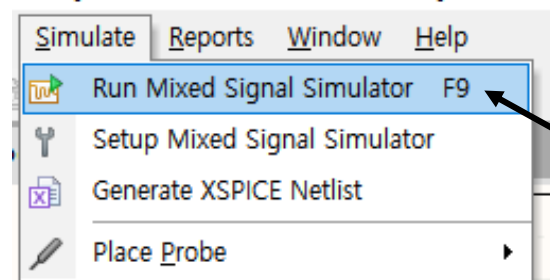 Simulate Reports Window Help
Run Mixed Signal Simulator F9
Setup Mixed Signal Simulator
Generate XSPICE Netlist
Place Probe